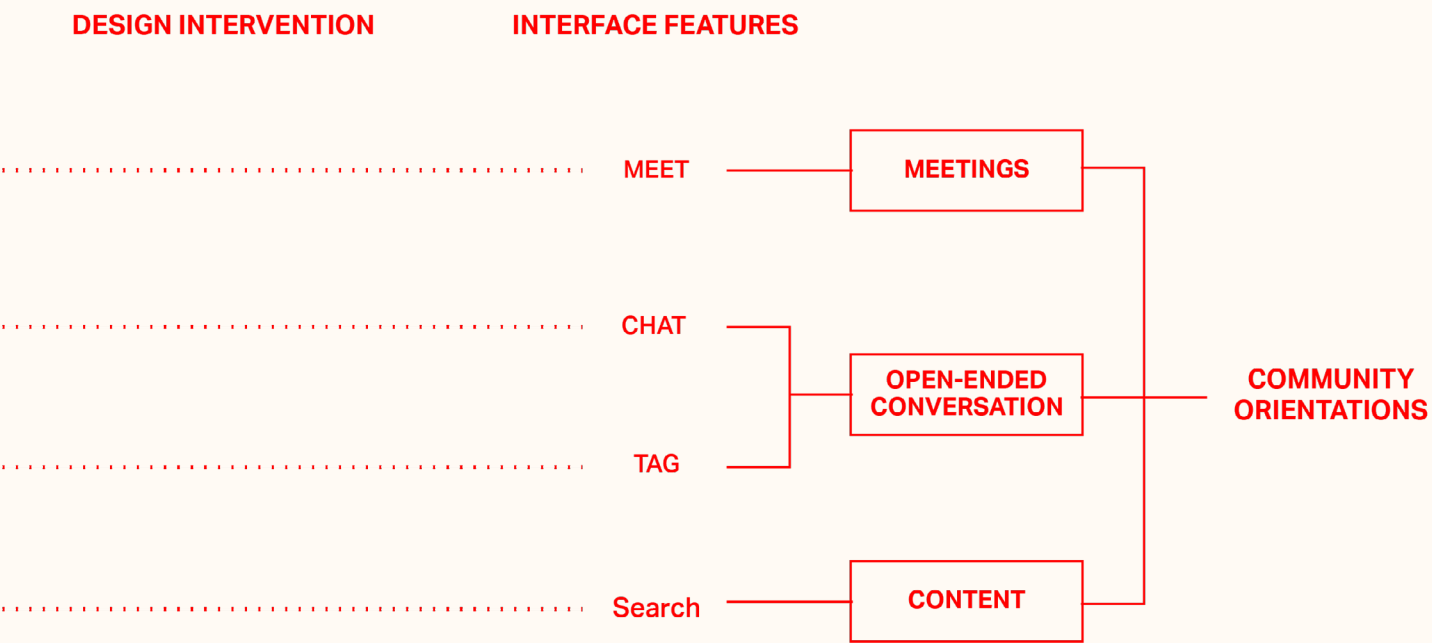 DESIGN INTERVENTION
INTERFACE FEATURES
MEET
MEETINGS
CHAT
OPEN-ENDED
CONVERSATION
COMMUNITY
ORIENTATIONS
TAG
Search
CONTENT